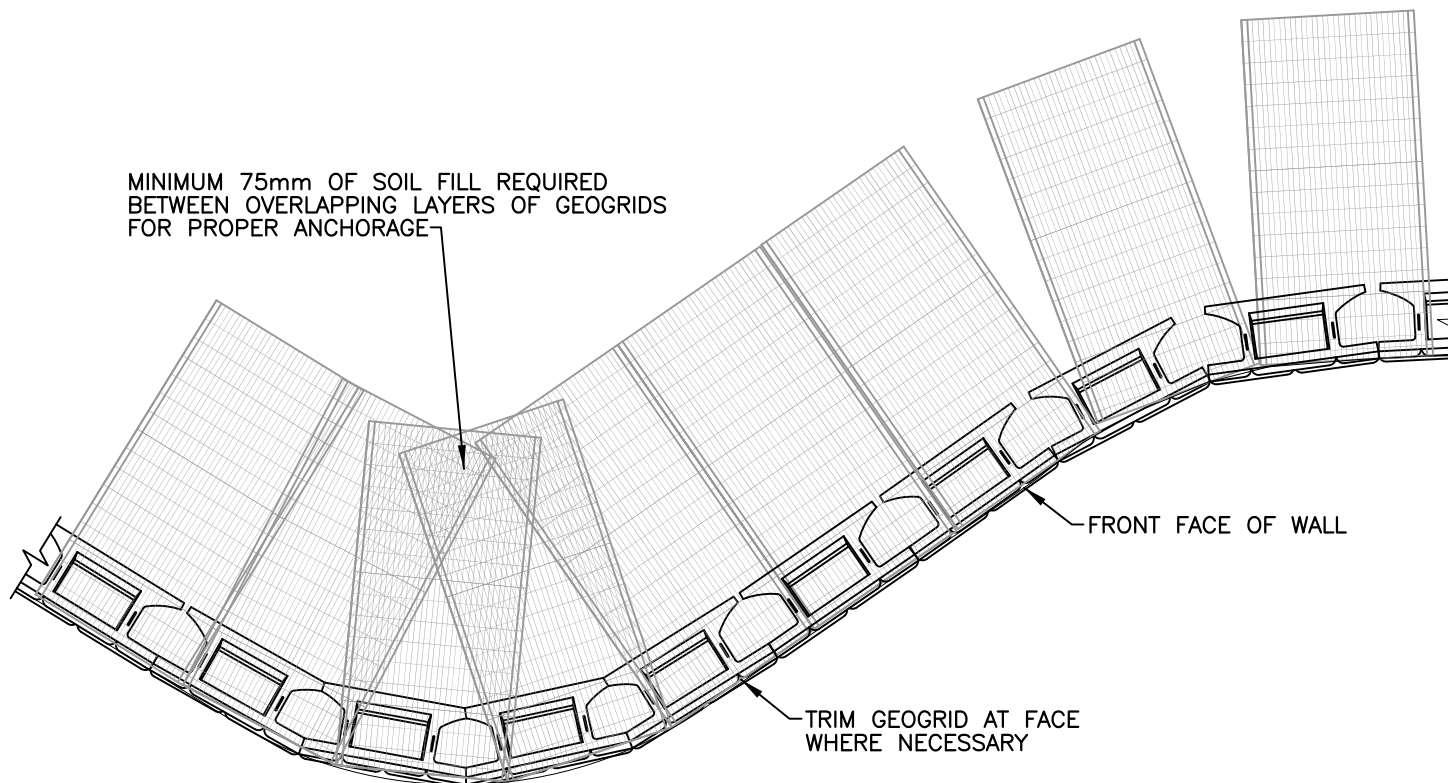 MINIMUM 75mm OF SOIL FILL REQUIRED
BETWEEN OVERLAPPING LAYERS OF GEOGRIDS
FOR PROPER ANCHORAGE
FRONT FACE OF WALL
TRIM GEOGRID AT FACE
WHERE NECESSARY